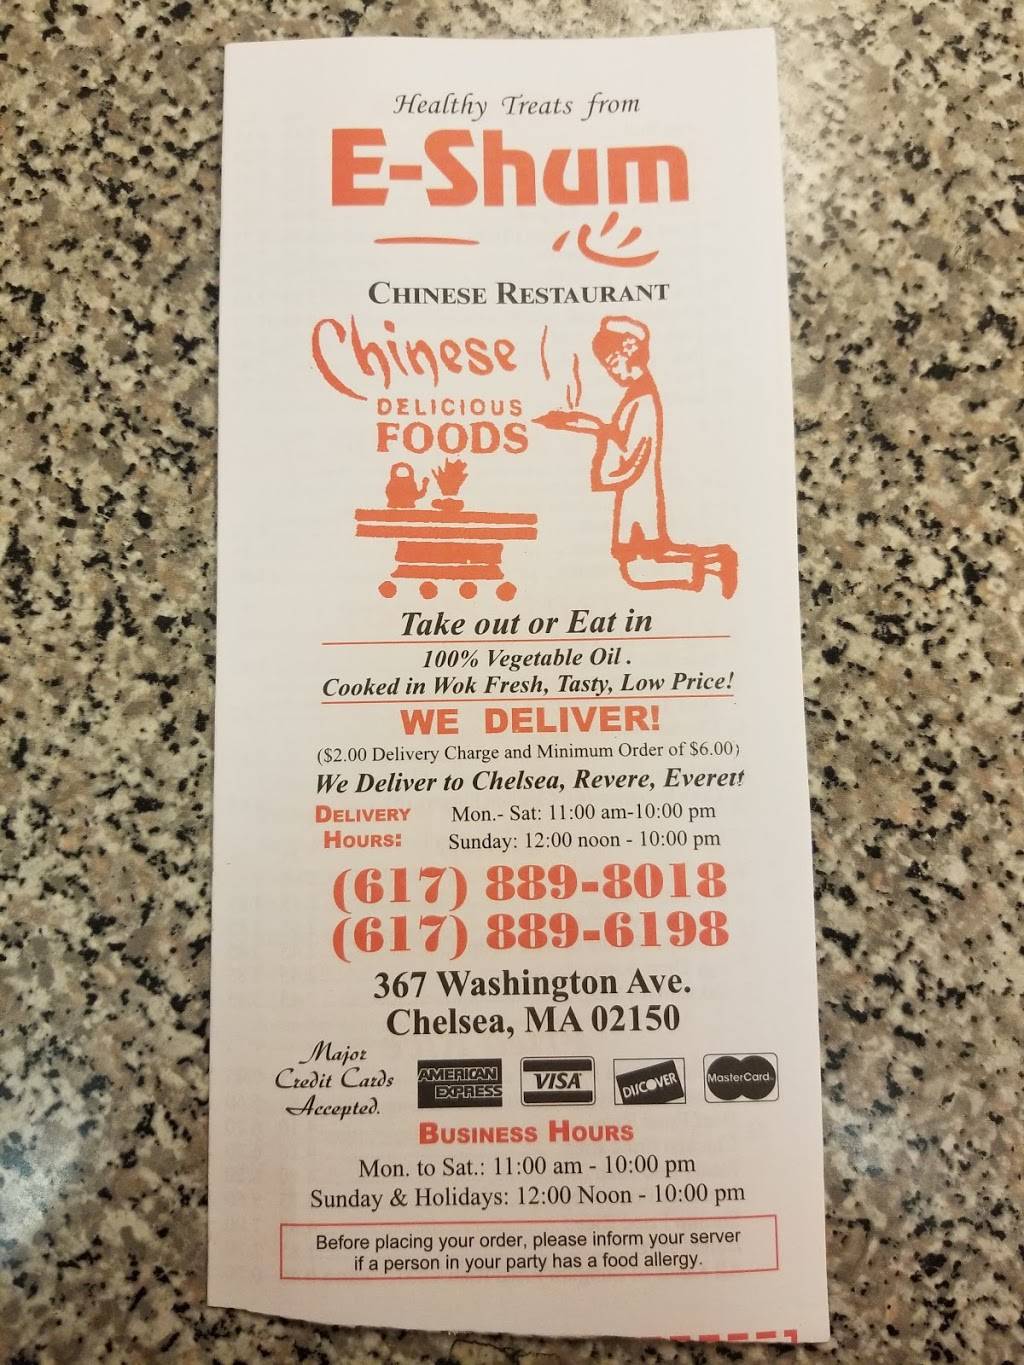 Healthy Treats from
E-Shum
一 心
CHINESE RESTAURANT
Chinese
DELICIOUS
FOODS
Take out or Eat in
100% Vegetable Oil .
Cooked in Wok Fresh, Tasty, Low Price!
WE DELIVER!
($2.00 Delivery Charge and Minimum Order of $6.00)
We Deliver to Chelsea, Revere, Everett
DELIVERY HOURS: Mon.- Sat: 11:00 am-10:00 pm
Sunday: 12:00 noon - 10:00 pm
(617) 889-8018
(617) 889-6198
367 Washington Ave.
Chelsea, MA 02150
Major
Credit Cards
Accepted.
AMERICAN
EXPRESS
VISA
DISCOVER
MasterCard
BUSINESS HOURS
Mon. to Sat.: 11:00 am - 10:00 pm
Sunday & Holidays: 12:00 Noon - 10:00 pm
Before placing your order, please inform your server
if a person in your party has a food allergy.